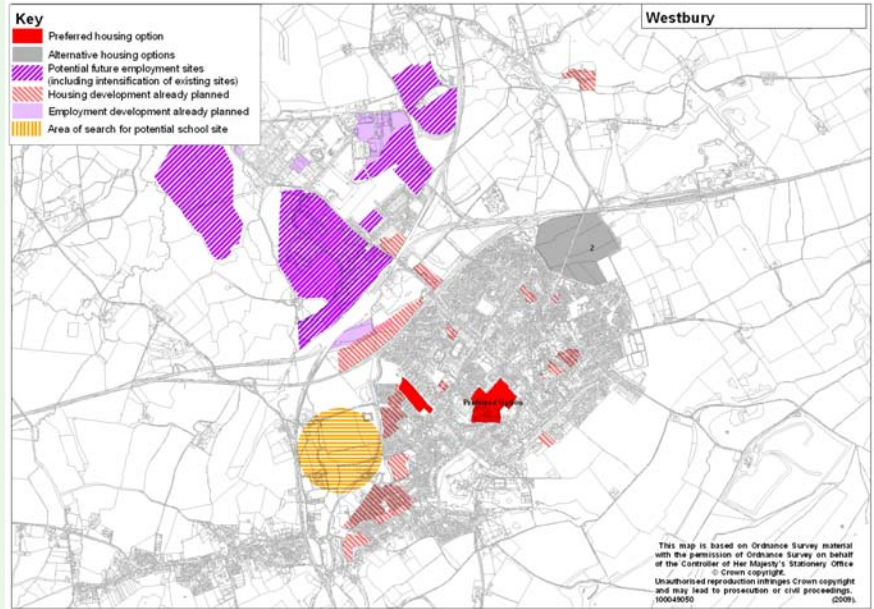 Key
Preferred housing option
Alternative housing options
Potential future employment sites
(including intensification of existing sites)
Housing development already planned
Employment development already planned
Area of search for potential school site
Westbury
2
Preferred Option
This map is based on Ordnance Survey material
with the permission of Ordnance Survey on behalf
of the Controller of Her Majesty's Stationery Office
© Crown copyright.
Unauthorised reproduction infringes Crown copyright
and may lead to prosecution or civil proceedings.
100049050 (2009).